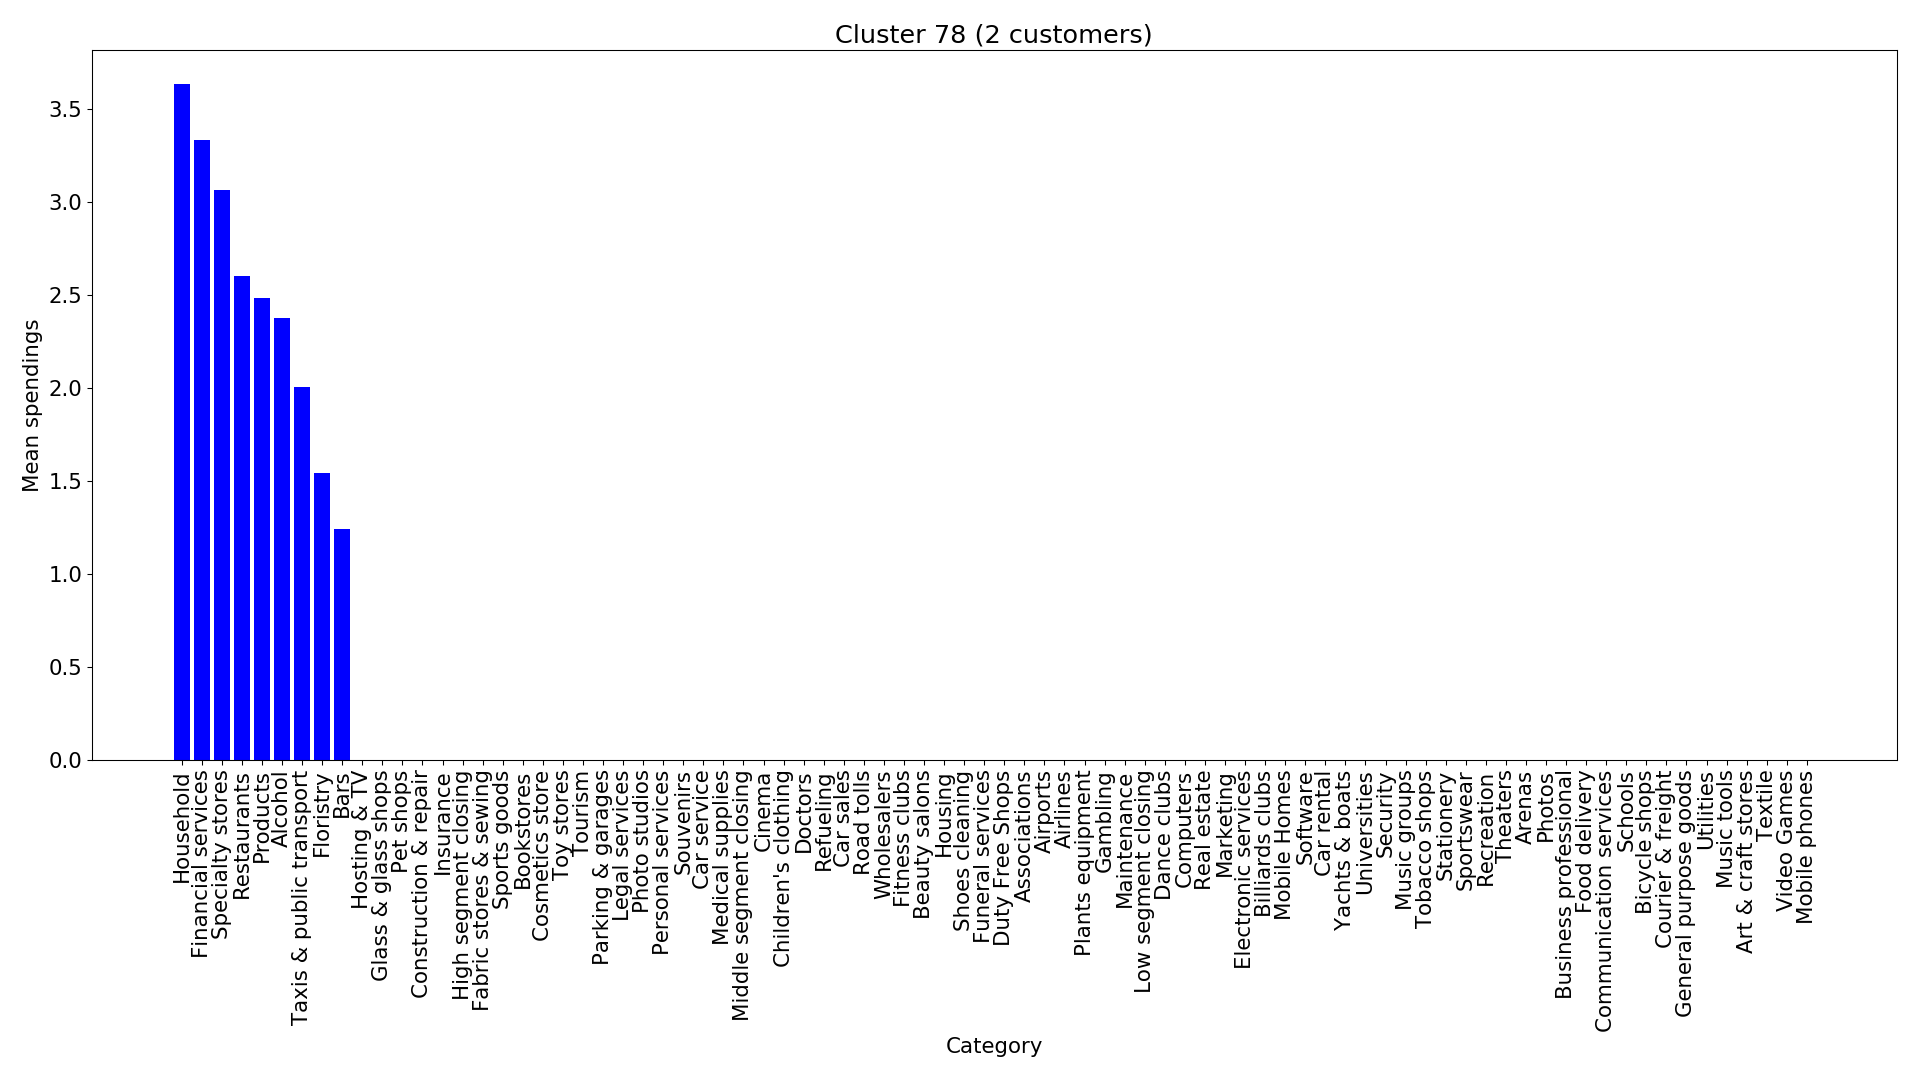 Cluster 78 (2 customers)
Mean spendings
3.5
3.0
2.5
2.0
1.5
1.0
0.5
0.0
Household
Financial services
Specialty stores
Restaurants
Products
Alcohol
Taxis & public transport
Floristry
Bars
Hosting & TV
Glass & glass shops
Pet shops
Construction & repair
Insurance
High segment closing
Fabric stores & sewing
Sports goods
Bookstores
Cosmetics store
Toy stores
Tourism
Parking & garages
Legal services
Photo studios
Personal services
Souvenirs
Car service
Medical supplies
Middle segment closing
Cinema
Children's clothing
Doctors
Refueling
Car sales
Road tolls
Wholesalers
Fitness clubs
Beauty salons
Housing
Shoes cleaning
Funeral services
Duty Free Shops
Associations
Airports
Airlines
Plants equipment
Gambling
Maintenance
Low segment closing
Dance clubs
Computers
Real estate
Marketing
Electronic services
Billiards clubs
Mobile Homes
Software
Car rental
Yachts & boats
Universities
Security
Music groups
Tobacco shops
Stationery
Sportswear
Recreation
Theaters
Arenas
Photos
Business professional
Food delivery
Communication services
Schools
Bicycle shops
Courier & freight
General purpose goods
Utilities
Music tools
Art & craft stores
Textile
Video Games
Mobile phones
Category